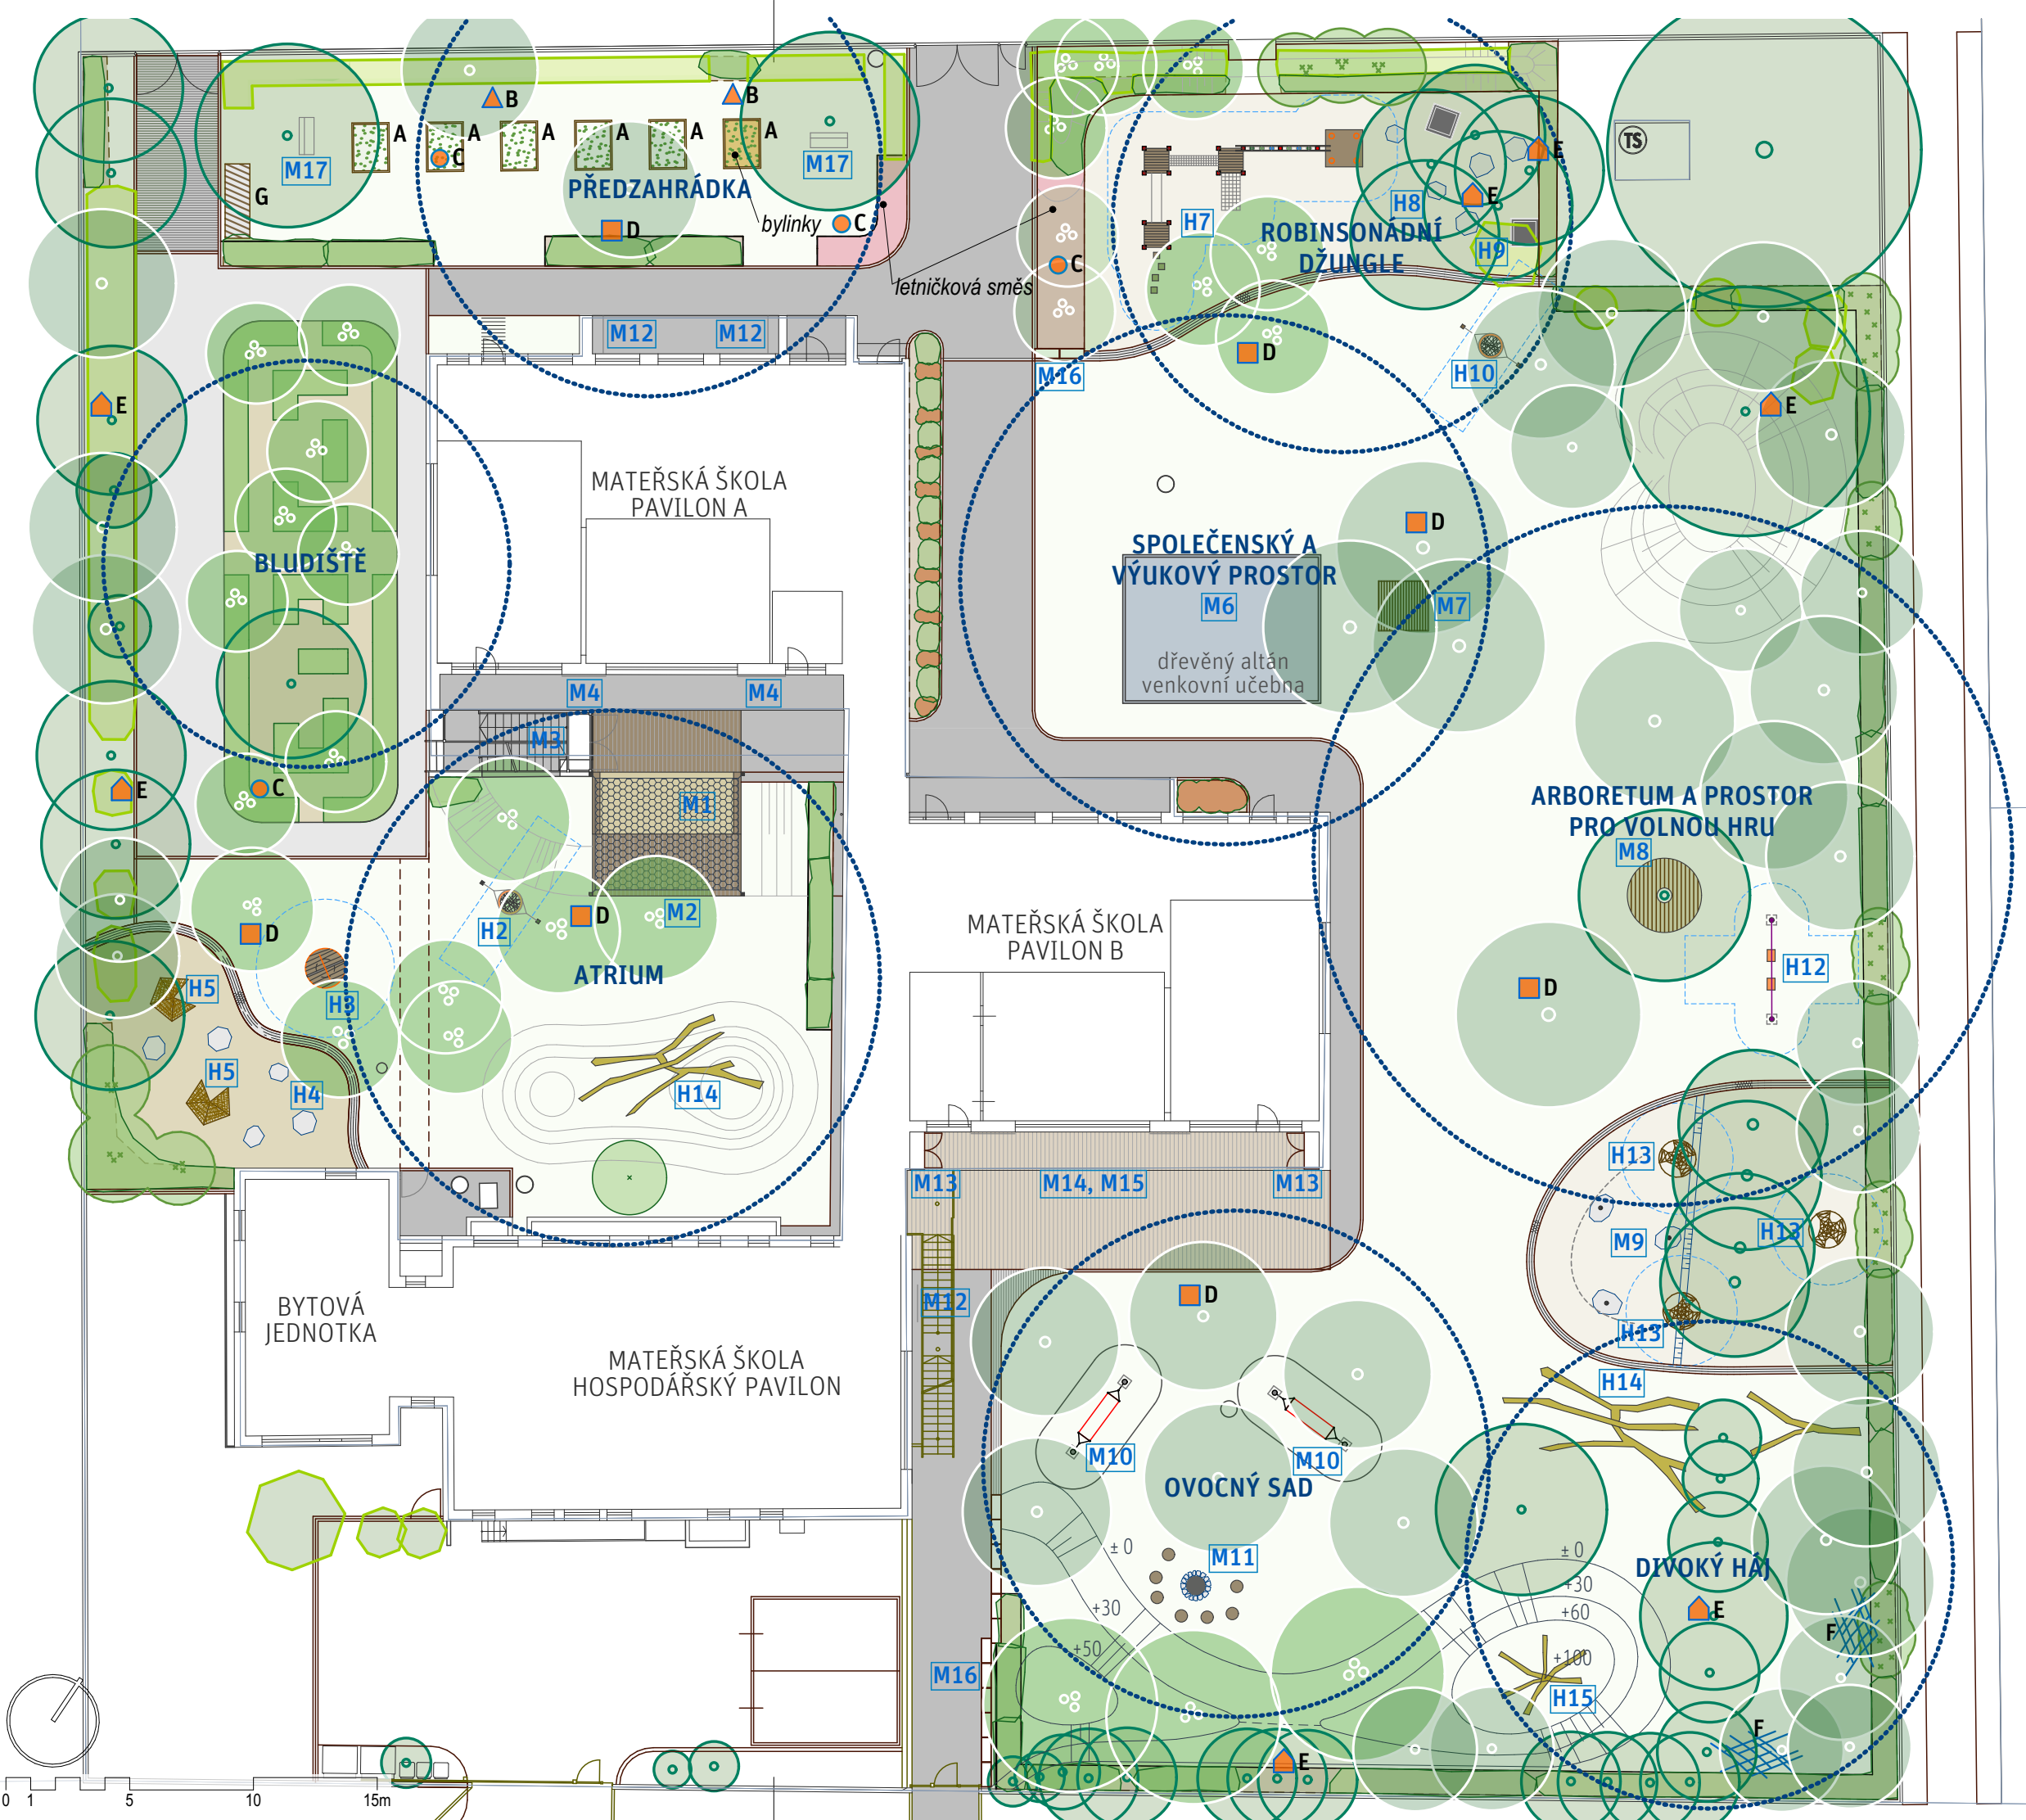 B
B
A
A
A
A
A
A
C
M17
M17
PŘEDZAHRÁDKA
G
bylinky
C
D
letničková směs
C
TS
E
E
H7
H8
H9
ROBINSONÁDNÍ
DŽUNGLE
M12
M12
D
H10
M16
E
E
MATEŘSKÁ ŠKOLA
PAVILON A
D
BLUDIŠTĚ
SPOLEČENSKÝ A
VÝUKOVÝ PROSTOR
M6
M7
dřevěný altán
venkovní učebna
M4
M4
M3
M1
E
C
ARBORETUM A PROSTOR
PRO VOLNOU HRU
M8
D
H2
D
M2
MATEŘSKÁ ŠKOLA
PAVILON B
ATRIUM
H12
D
H5
H3
H5
H4
H14
H13
M13
M14, M15
M13
M9
H13
H13
BYTOVÁ
JEDNOTKA
M12
D
MATEŘSKÁ ŠKOLA
HOSPODÁŘSKÝ PAVILON
H14
M10
M10
OVOCNÝ SAD
± 0
M11
± 0
DIVOKÝ HÁJ
+30
+30
+60
E
F
+50
+100
M16
H15
F
E
0 1 5 10 15m